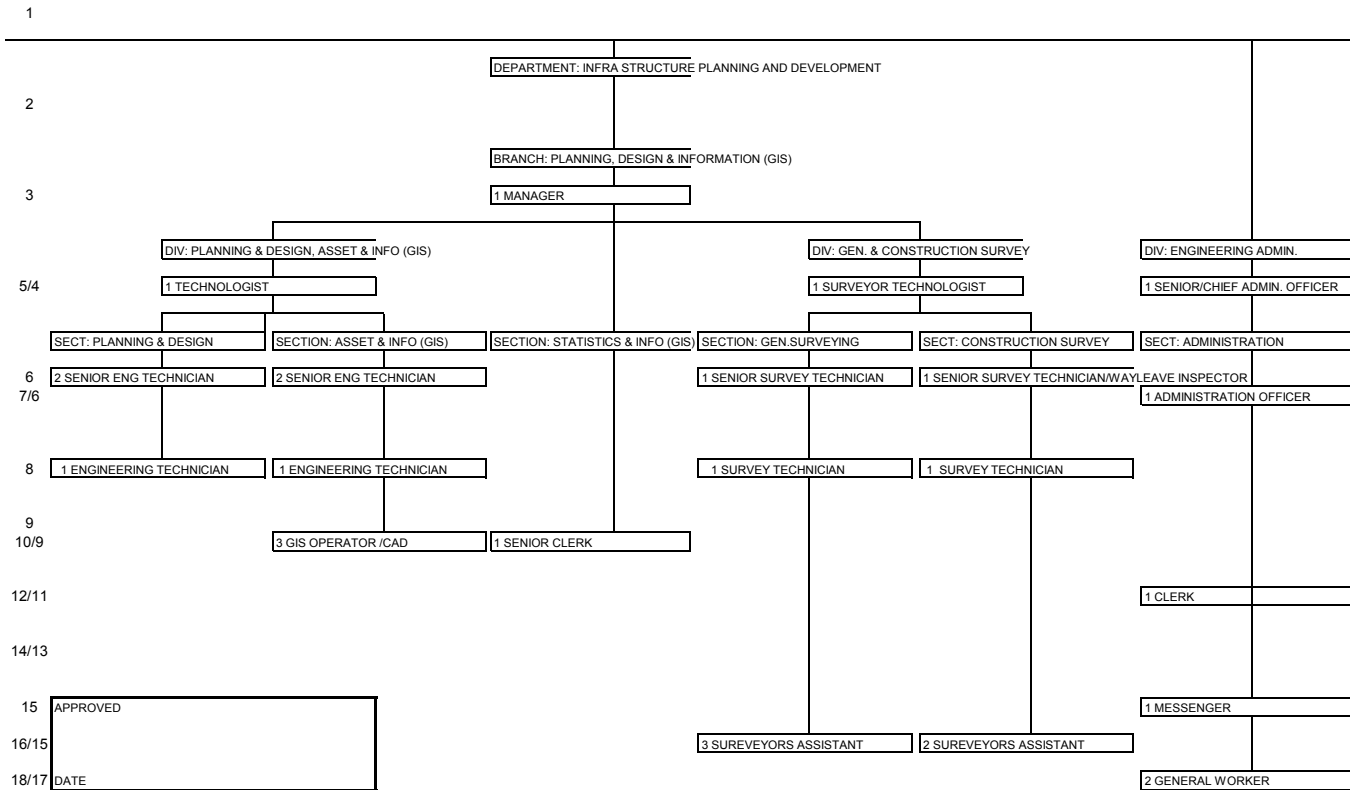 1
DEPARTMENT: INFRA STRUCTURE PLANNING AND DEVELOPMENT
2
BRANCH: PLANNING, DESIGN & INFORMATION (GIS)
3 1 MANAGER
DIV: PLANNING & DESIGN, ASSET & INFO (GIS) DIV: GEN. & CONSTRUCTION SURVEY DIV: ENGINEERING ADMIN.
5/4 1 TECHNOLOGIST 1 SURVEYOR TECHNOLOGIST 1 SENIOR/CHIEF ADMIN. OFFICER
SECT: PLANNING & DESIGN SECTION: ASSET & INFO (GIS) SECTION: STATISTICS & INFO (GIS) SECTION: GEN.SURVEYING SECT: CONSTRUCTION SURVEY SECT: ADMINISTRATION
6 2 SENIOR ENG TECHNICIAN 2 SENIOR ENG TECHNICIAN 1 SENIOR SURVEY TECHNICIAN 1 SENIOR SURVEY TECHNICIAN/WAYLEAVE INSPECTOR
7/6 1 ADMINISTRATION OFFICER
8 1 ENGINEERING TECHNICIAN 1 ENGINEERING TECHNICIAN 1 SURVEY TECHNICIAN 1 SURVEY TECHNICIAN
9
10/9 3 GIS OPERATOR /CAD 1 SENIOR CLERK
12/11 1 CLERK
14/13
15 APPROVED 1 MESSENGER
16/15 3 SUREVEYORS ASSISTANT 2 SUREVEYORS ASSISTANT
18/17 DATE 2 GENERAL WORKER